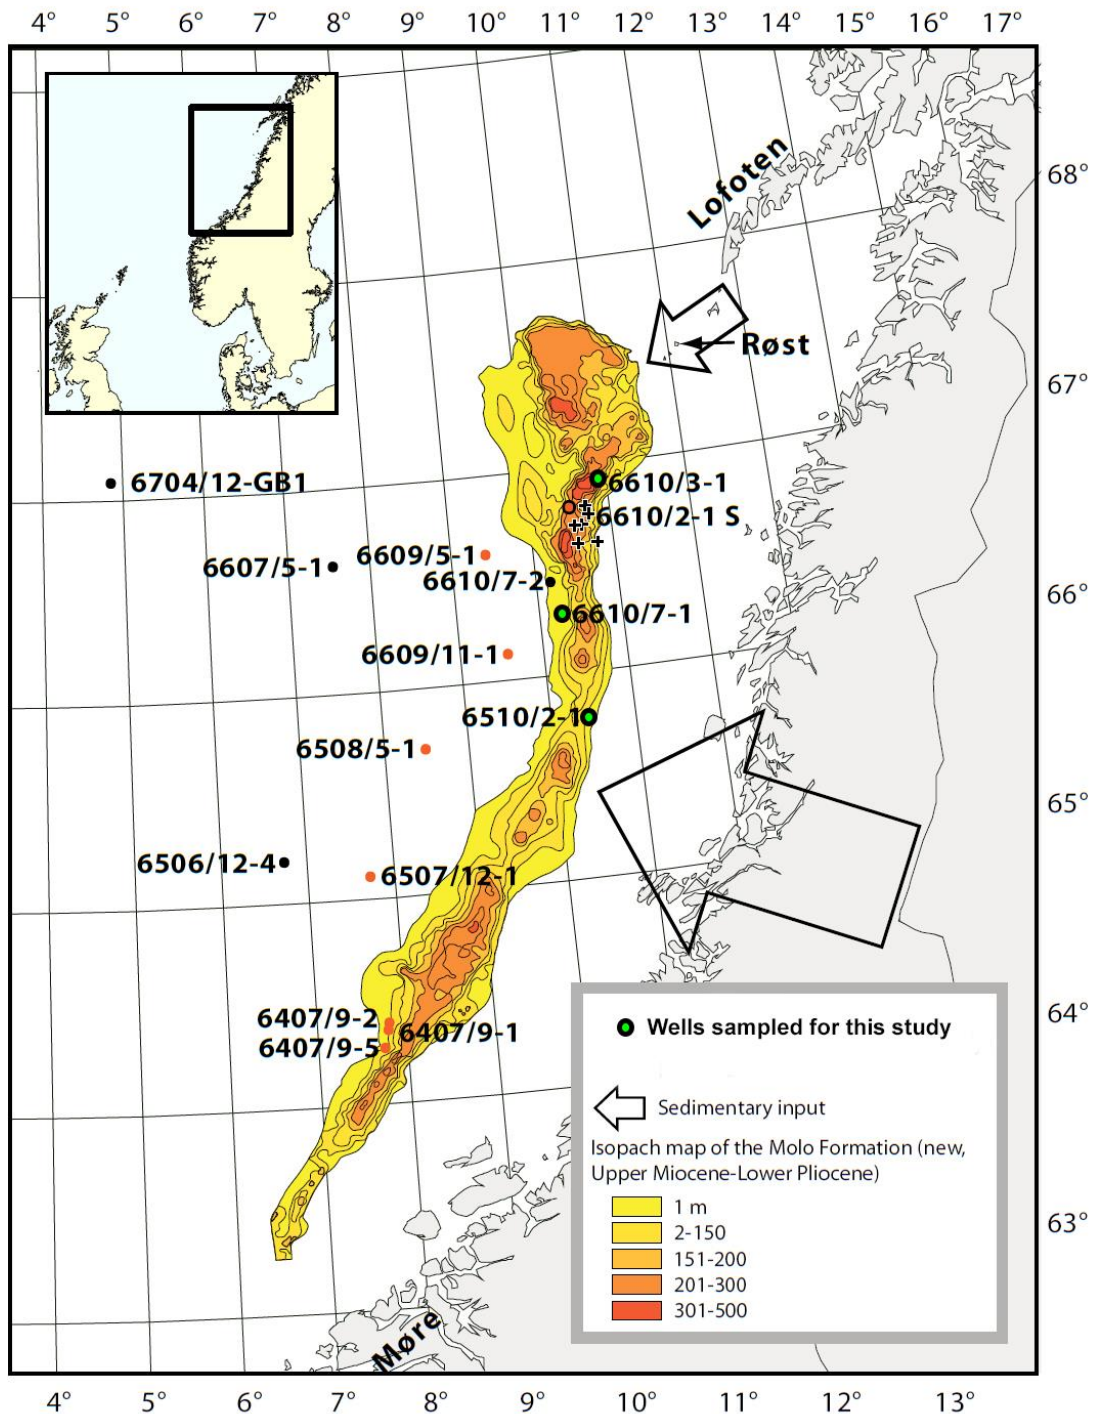 4° 5° 6° 7° 8° 9° 10° 11° 12° 13° 14° 15° 16° 17°
68°
Lofoten
Røst
67°
6704/12-GB1
6610/3-1
6610/2-1 S
6609/5-1
6607/5-1
6610/7-2
66°
6610/7-1
6609/11-1
6510/2-1
6508/5-1
65°
6506/12-4
6507/12-1
64°
6407/9-2
6407/9-1
6407/9-5
Wells sampled for this study
Sedimentary input
Isopach map of the Molo Formation (new,
Upper Miocene-Lower Pliocene)
1 m
2-150
151-200
201-300
301-500
63°
Møre
4° 5° 6° 7° 8° 9° 10° 11° 12° 13°